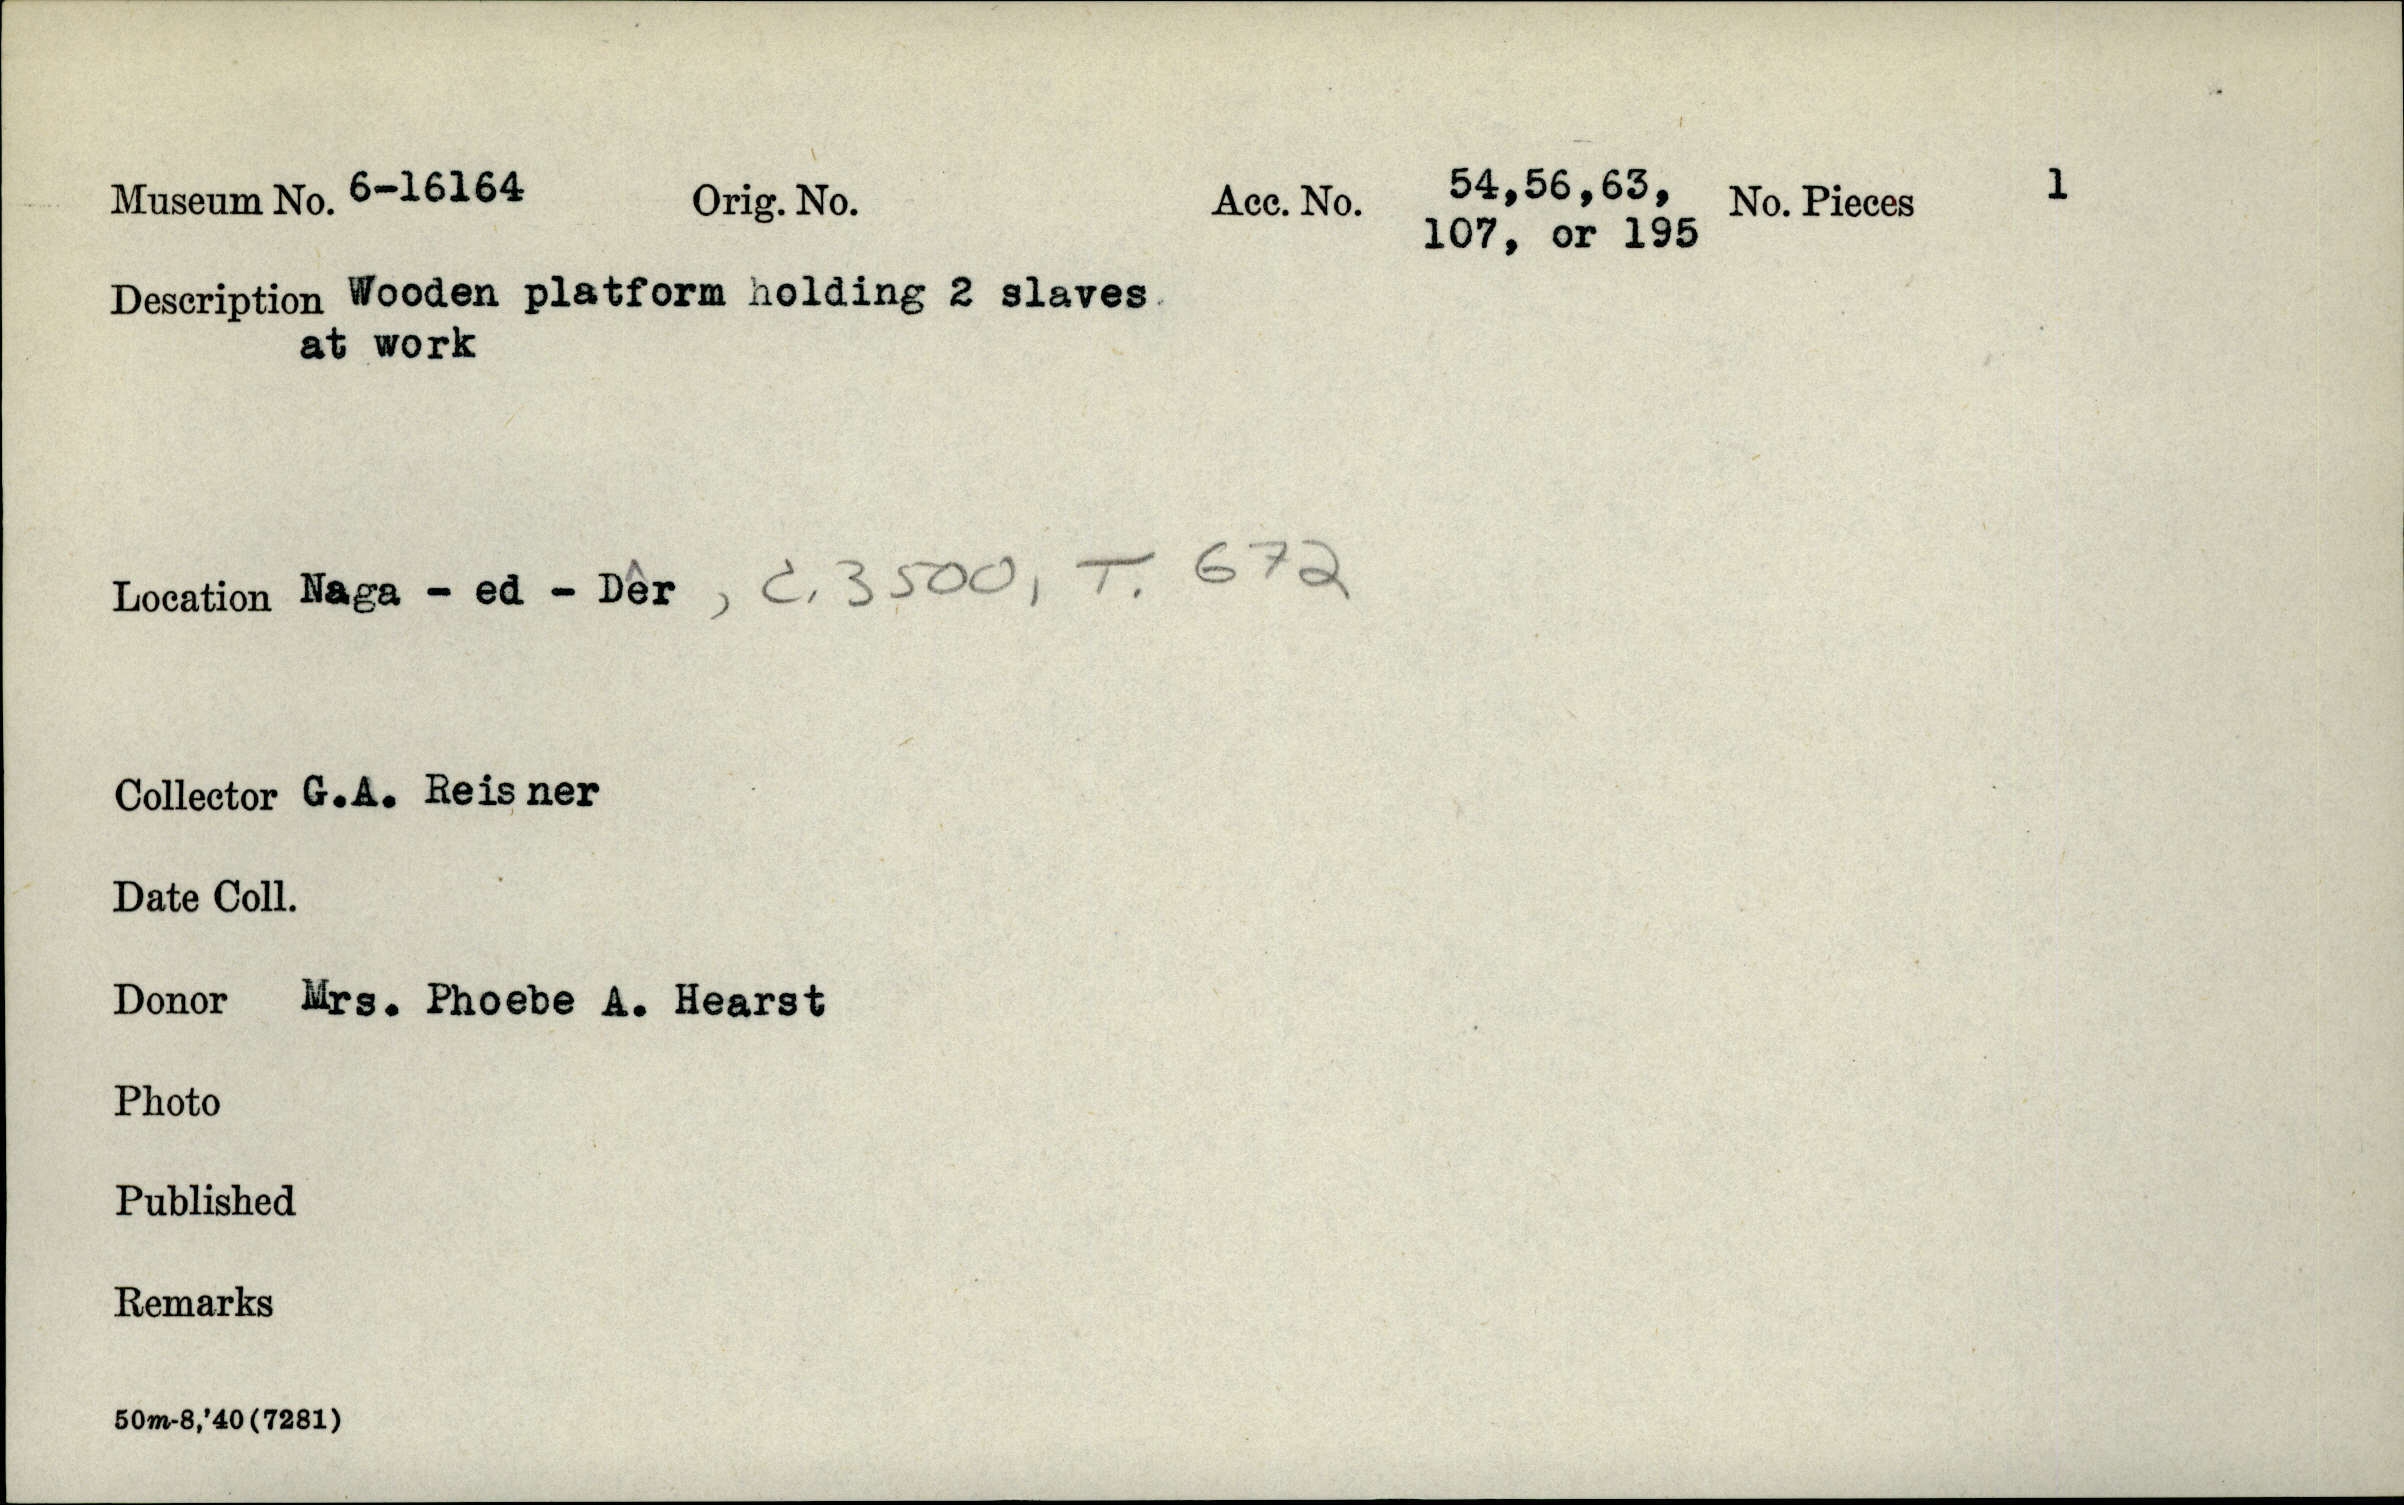 Museum No. 6-16164 Orig. No. Acc. No. 54,56,63, No. Pieces 1
107, or 195
Description Wooden platform holding 2 slaves.
at work
Location Naga - ed - Dêr , C. 3500, T. 672
Collector G.A. Reisner
Date Coll.
Donor Mrs. Phoebe A. Hearst
Photo
Published
Remarks
50m-8,'40(7281)